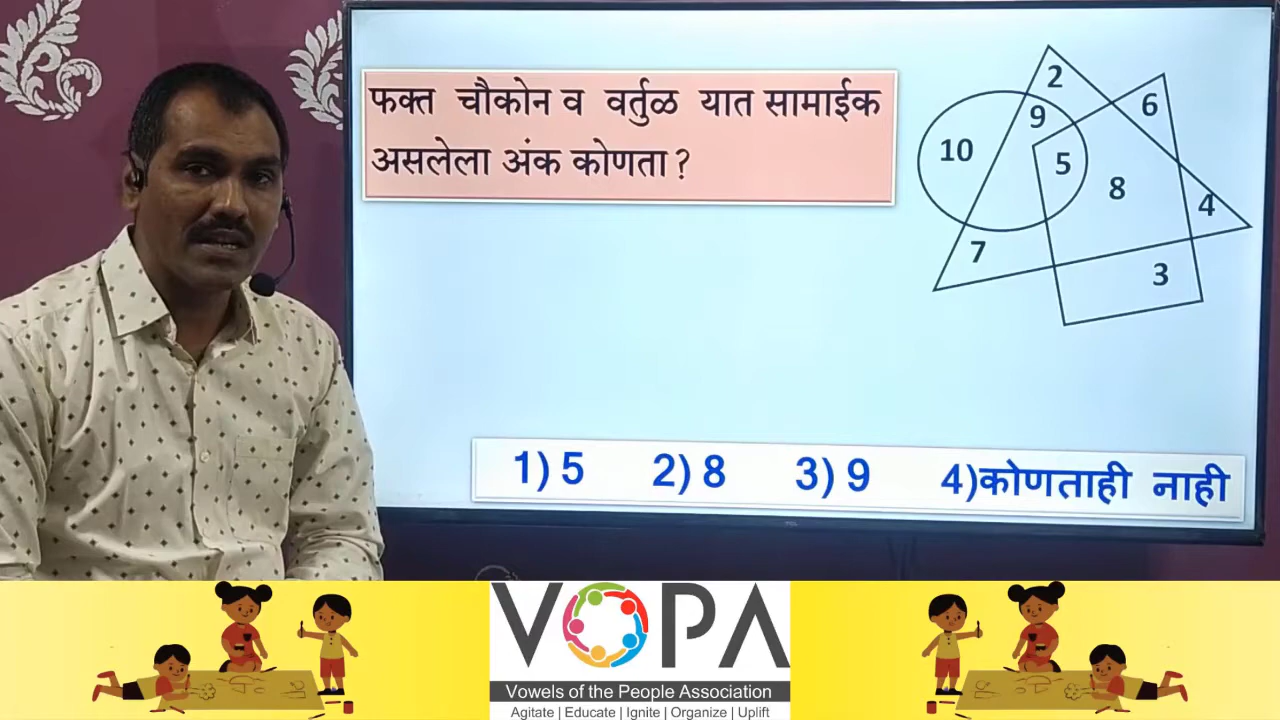 फक्त चौकोन व वर्तुळ यात सामाईक
असलेला अंक कोणता?
2
6
9
10
5
8
4
7
3
1) 5 2) 8 3) 9 4)कोणताही नाही
VOPA
Vowels of the People Association
Agitate | Educate | Ignite | Organize | Uplift